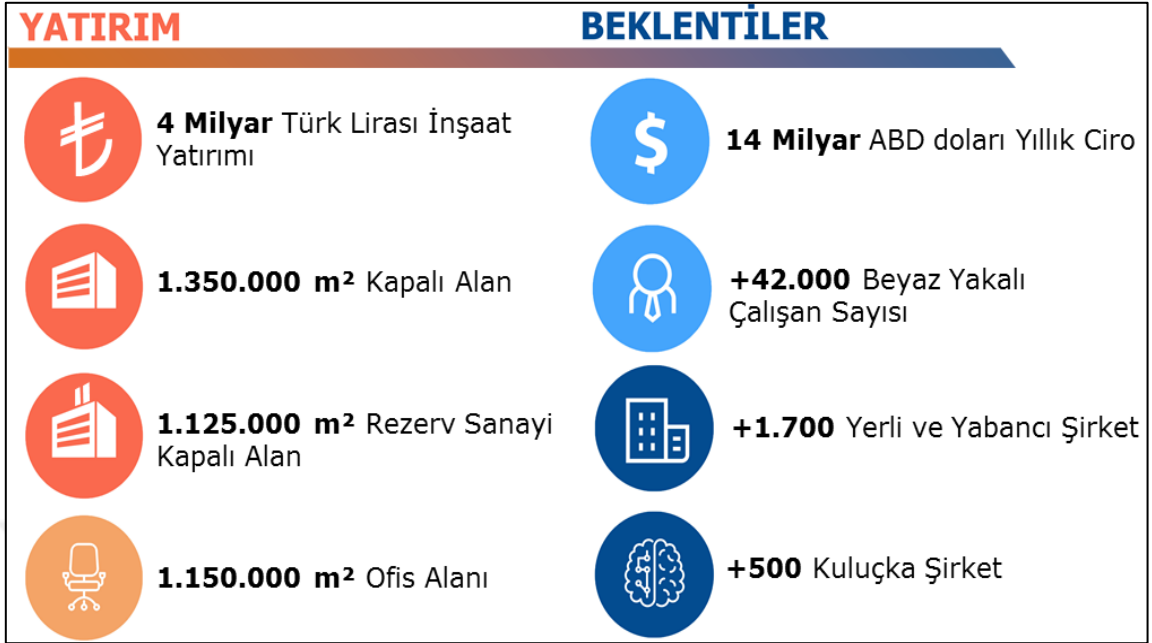 YATIRIM
₺
4 Milyar Türk Lirası İnşaat
Yatırımı
1.350.000 m² Kapalı Alan
1.125.000 m² Rezerv Sanayi
Kapalı Alan
1.150.000 m² Ofis Alanı
BEKLENTİLER
$
14 Milyar ABD doları Yıllık Ciro
+42.000 Beyaz Yakalı
Çalışan Sayısı
+1.700 Yerli ve Yabancı Şirket
+500 Kuluçka Şirket